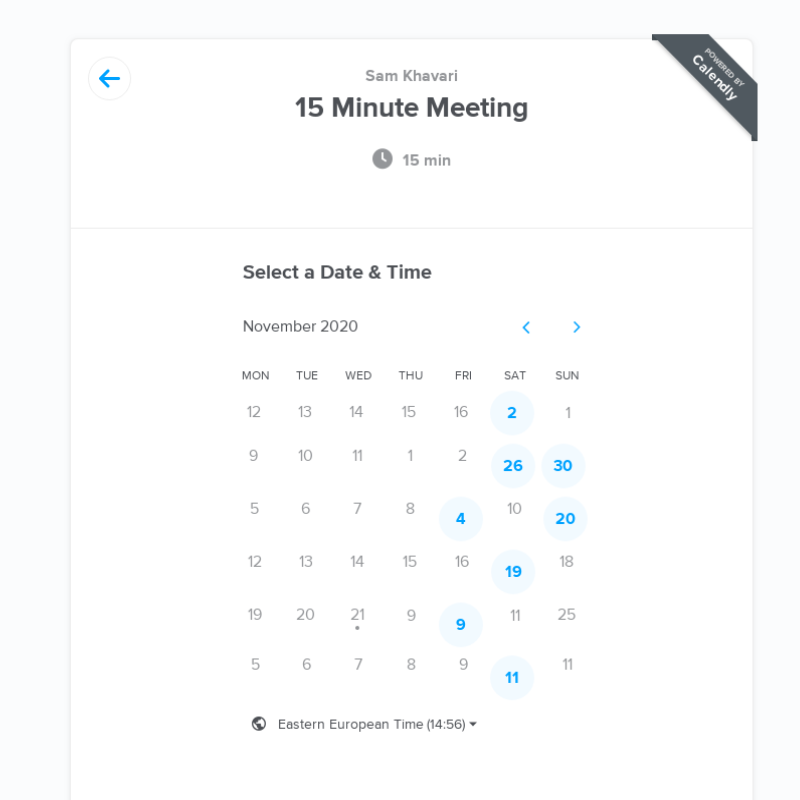 POWERED BY
Calendly
Sam Khavari
15 Minute Meeting
15 min
Select a Date & Time
November 2020
MON TUE WED THU FRI SAT SUN
12 13 14 15 16 2 1
9 10 11 1 2 26 30
5 6 7 8 4 10 20
12 13 14 15 16 19 18
19 20 21 9 9 11 25
5 6 7 8 9 11 11
Eastern European Time (14:56)